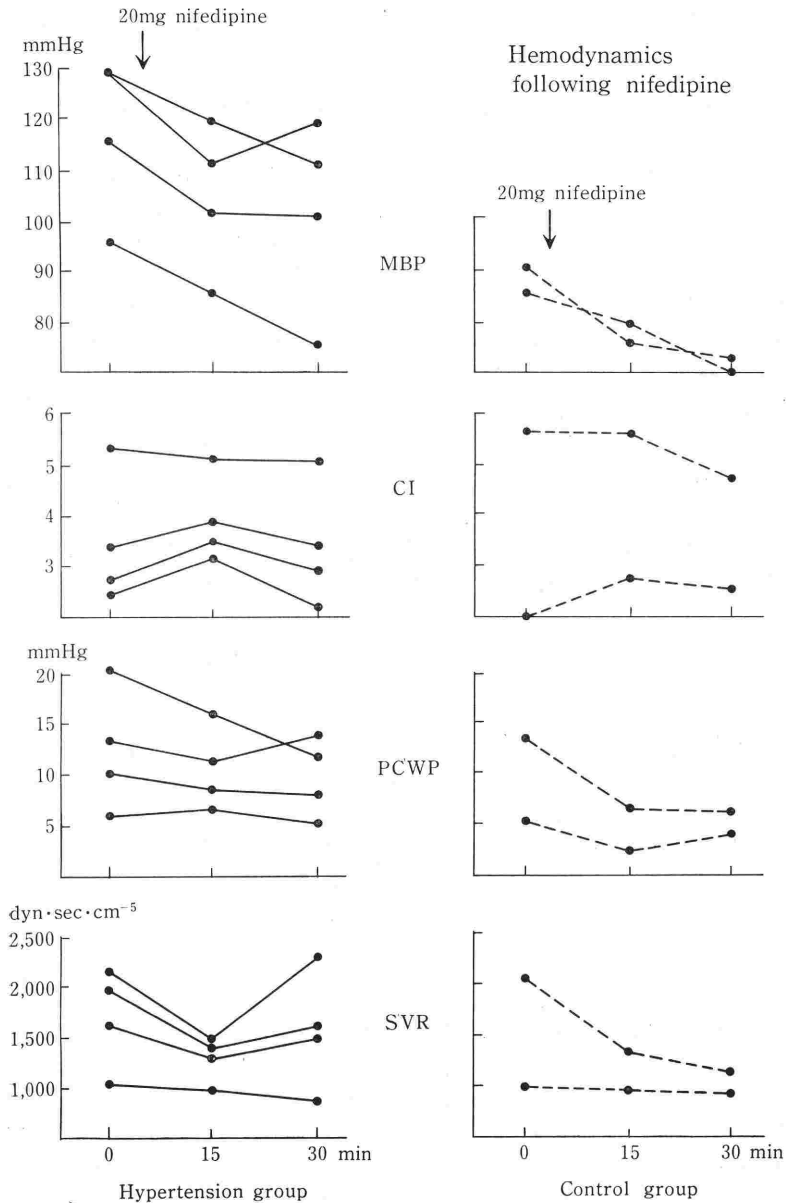 20mg nifedipine
mmHg
Hemodynamics
following nifedipine
130
120
110
100
90
80
20mg nifedipine
MBP
6
5
4
3
CI
mmHg
20
15
10
5
PCWP
dyn·sec·cm⁻⁵
2,500
2,000
1,500
1,000
SVR
0 15 30 min
0 15 30 min
Hypertension group
Control group